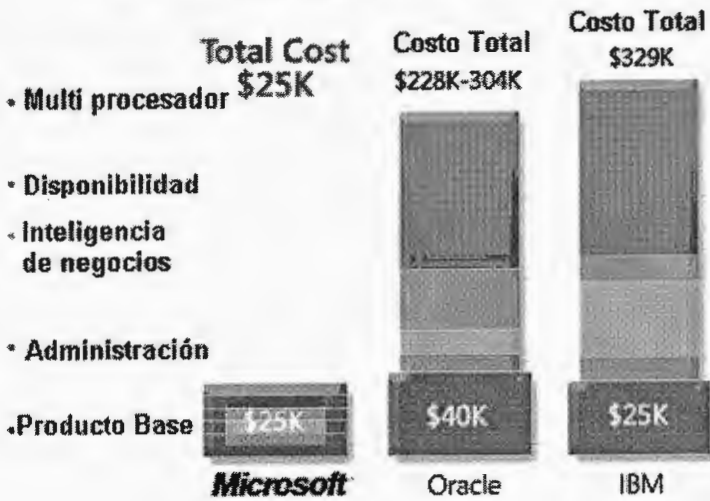 Total Cost
$25K
Costo Total
$228K-304K
Costo Total
$329K
• Multi procesador
• Disponibilidad
• Inteligencia
de negocios
• Administración
•Producto Base
$25K
$40K
$25K
Microsoft
Oracle
IBM